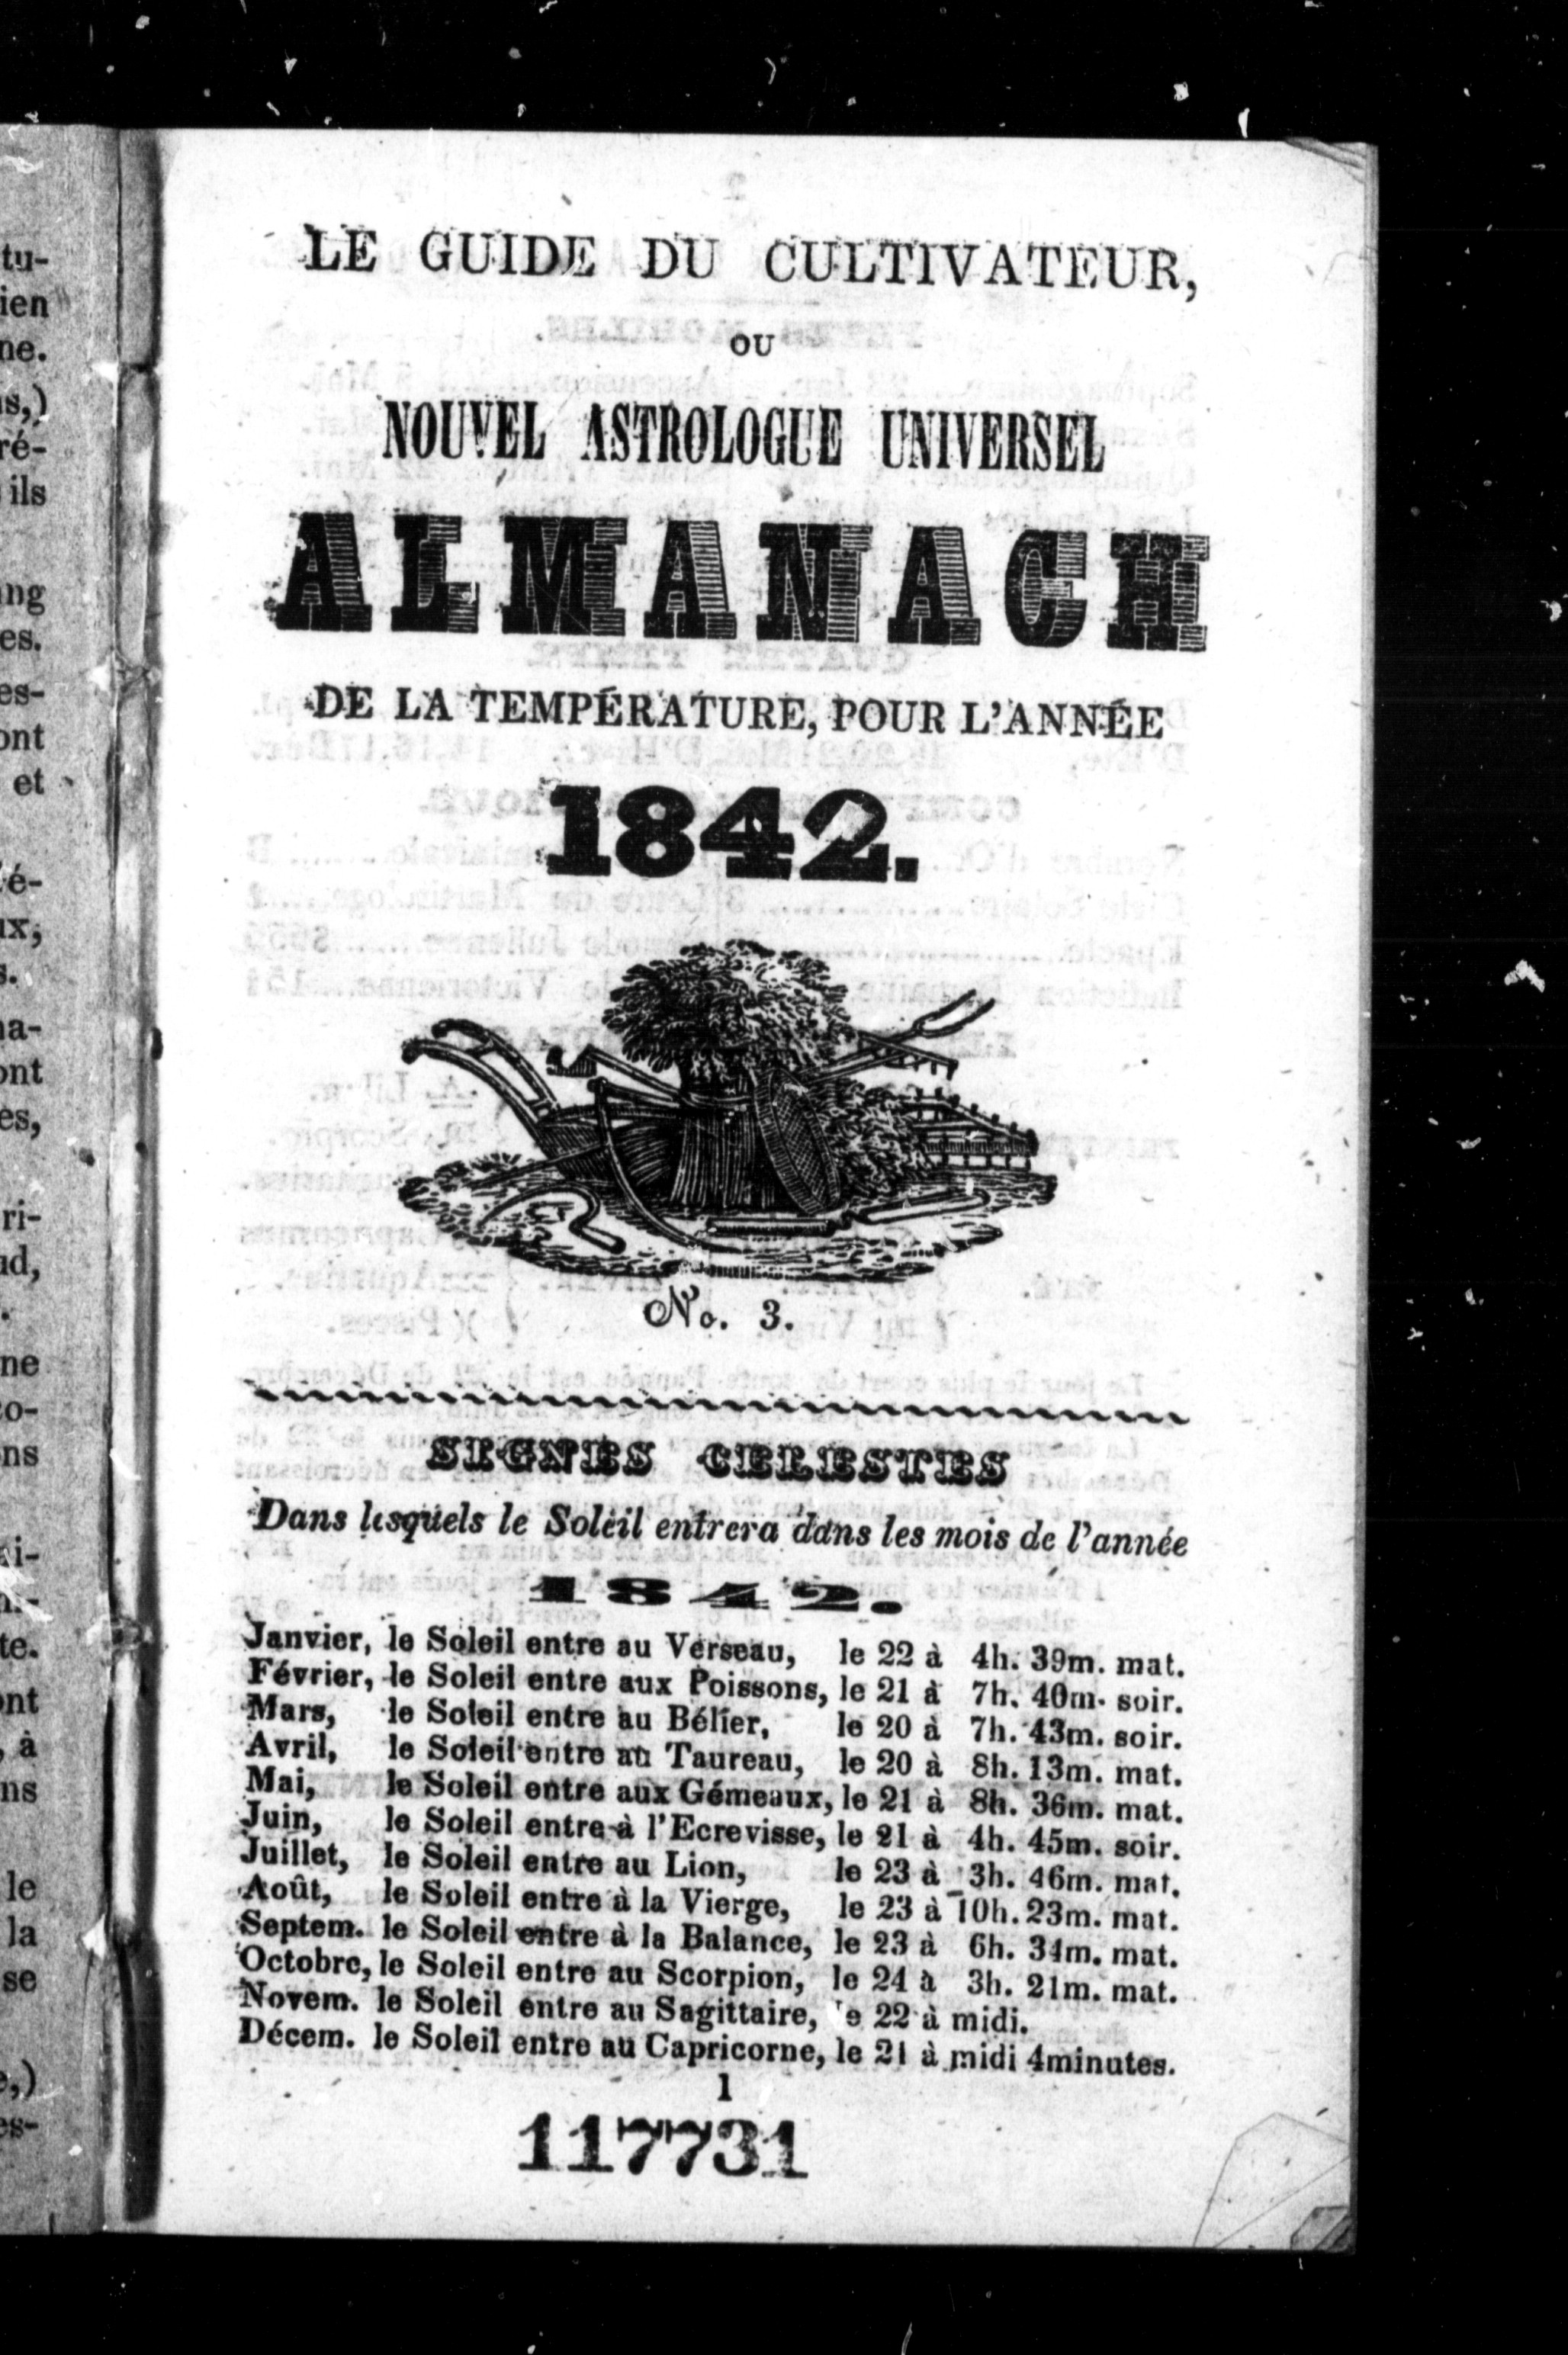 LE GUIDE DU CULTIVATEUR,
OU
NOUVEL ASTROLOGUE UNIVERSEL
ALMANACH
DE LA TEMPÉRATURE, POUR L'ANNÉE
1842.
No. 3.
SIGNES CELESTES
Dans lesquels le Soleil entrera dans les mois de l'année
1842.
Janvier, le Soleil entre au Verseau, le 22 à 4h. 39m. mat.
Février, le Soleil entre aux Poissons, le 21 à 7h. 40m. soir.
Mars, le Soleil entre au Bélier, le 20 à 7h. 43m. soir.
Avril, le Soleil entre au Taureau, le 20 à 8h. 13m. mat.
Mai, le Soleil entre aux Gémeaux, le 21 à 8h. 36m. mat.
Juin, le Soleil entre à l'Ecrevisse, le 21 à 4h. 45m. soir.
Juillet, le Soleil entre au Lion, le 23 à 3h. 46m. mat.
Août, le Soleil entre à la Vierge, le 23 à 10h. 23m. mat.
Septem. le Soleil entre à la Balance, le 23 à 6h. 34m. mat.
Octobre, le Soleil entre au Scorpion, le 24 à 3h. 21m. mat.
Novem. le Soleil entre au Sagittaire, le 22 à midi.
Décem. le Soleil entre au Capricorne, le 21 à midi 4minutes.
1
117731